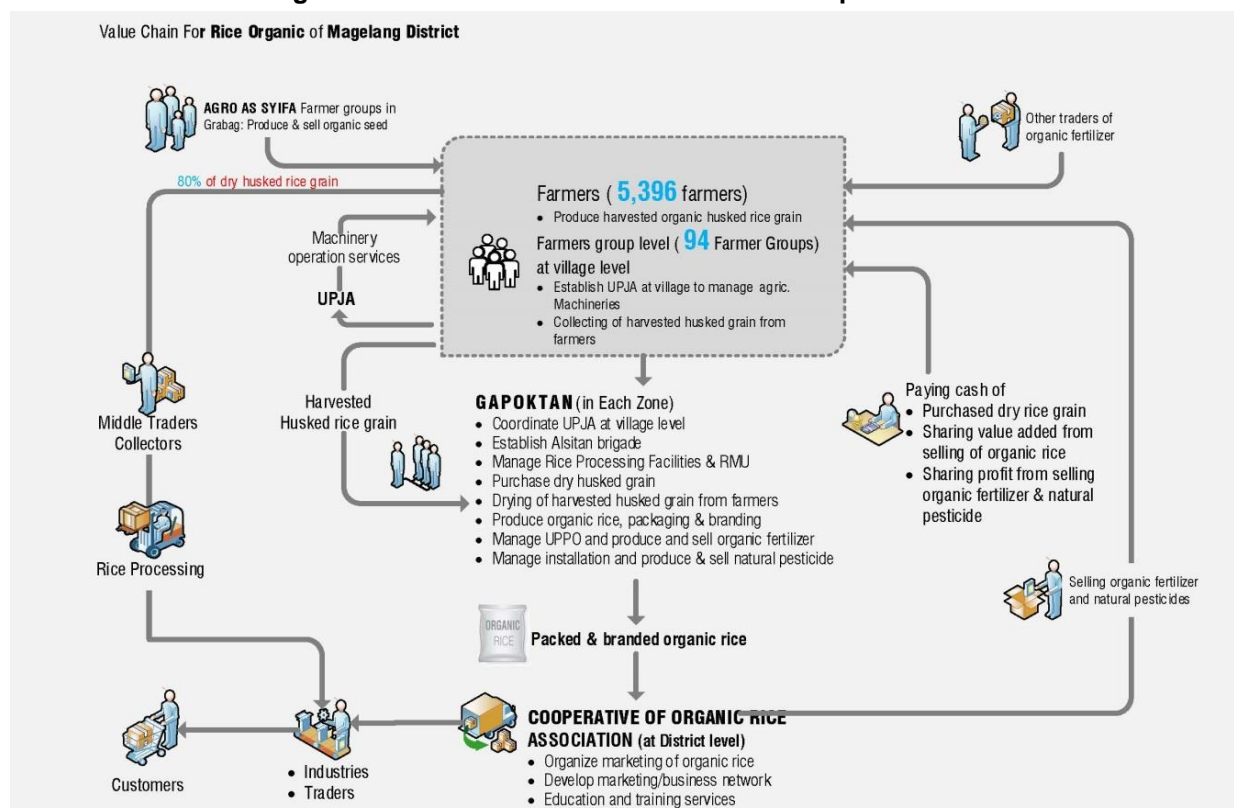 Value Chain For Rice Organic of Magelang District
AGRO AS SYIFA Farmer groups in
Grabag: Produce & sell organic seed
Other traders of
organic fertilizer
80% of dry husked rice grain
Farmers ( 5,396 farmers)
• Produce harvested organic husked rice grain
Farmers group level ( 94 Farmer Groups)
at village level
• Establish UPJA at village to manage agric.
Machineries
• Collecting of harvested husked grain from
farmers
Machinery
operation services
UPJA
Middle Traders
Collectors
Harvested
Husked rice grain
GAPOKTAN (in Each Zone)
• Coordinate UPJA at village level
• Establish Alsitan brigade
• Manage Rice Processing Facilities & RMU
• Purchase dry husked grain
• Drying of harvested husked grain from farmers
• Produce organic rice, packaging & branding
• Manage UPPO and produce and sell organic fertilizer
• Manage installation and produce & sell natural pesticide
Paying cash of
• Purchased dry rice grain
• Sharing value added from
selling of organic rice
• Sharing profit from selling
organic fertilizer & natural
pesticide
Rice Processing
Selling organic fertilizer
and natural pesticides
ORGANIC
RICE
Packed & branded organic rice
COOPERATIVE OF ORGANIC RICE
ASSOCIATION (at District level)
• Organize marketing of organic rice
• Develop marketing/business network
• Education and training services
• Industries
• Traders
Customers